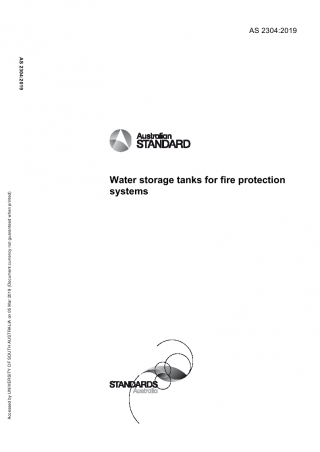 AS 2304:2019
AS 2304:2019
Australian
STANDARD
Water storage tanks for fire protection
systems
Accessed by UNIVERSITY OF SOUTH AUSTRALIA on 05 Mar 2019 (Document currency not guaranteed when printed)
STANDARDS
Australia